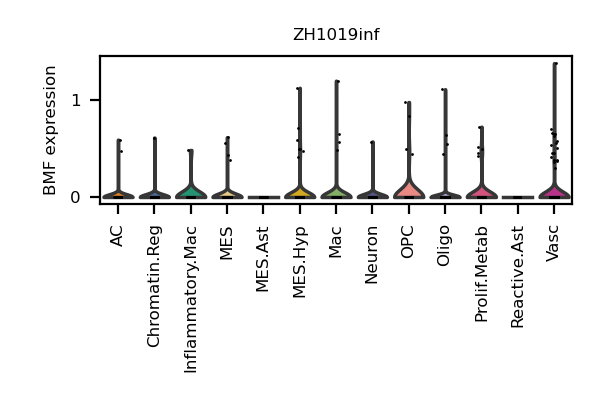 ZH1019inf
BMF expression
1
0
AC
Chromatin.Reg
Inflammatory.Mac
MES
MES.Ast
MES.Hyp
Mac
Neuron
OPC
Oligo
Prolif.Metab
Reactive.Ast
Vasc